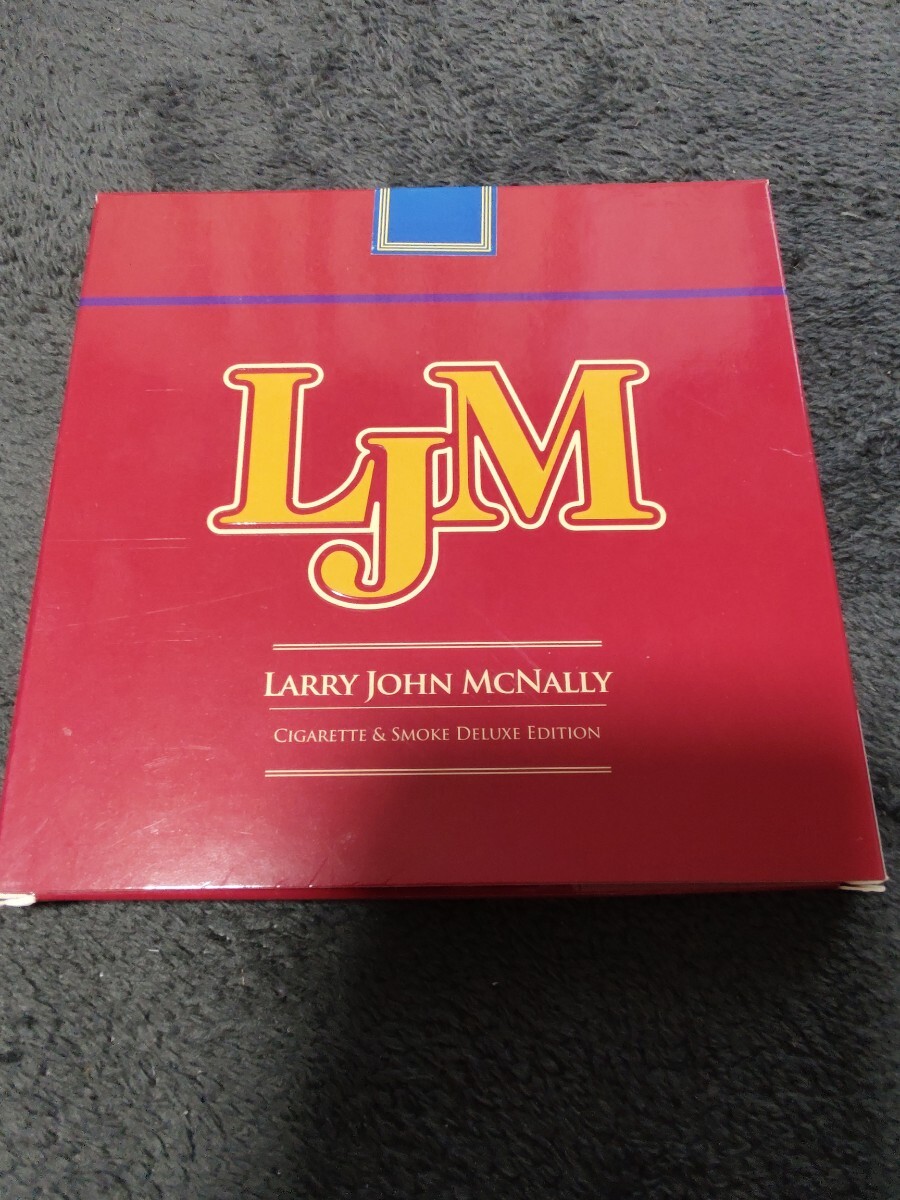 LJM
LARRY JOHN MCNALLY
CIGARETTE & SMOKE DELUXE EDITION